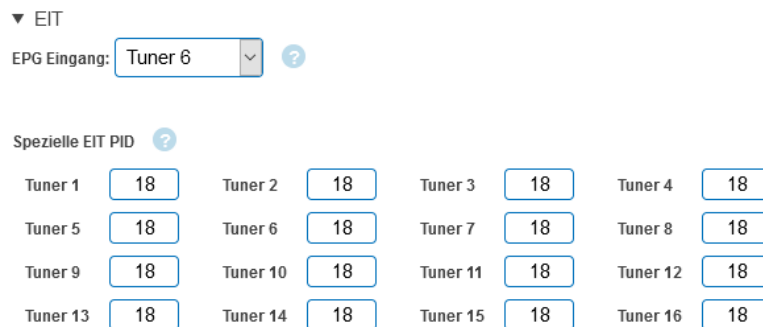 ▼ EIT
EPG Eingang: Tuner 6 ?
Spezielle EIT PID ?
Tuner 1 18 Tuner 2 18 Tuner 3 18 Tuner 4 18
Tuner 5 18 Tuner 6 18 Tuner 7 18 Tuner 8 18
Tuner 9 18 Tuner 10 18 Tuner 11 18 Tuner 12 18
Tuner 13 18 Tuner 14 18 Tuner 15 18 Tuner 16 18